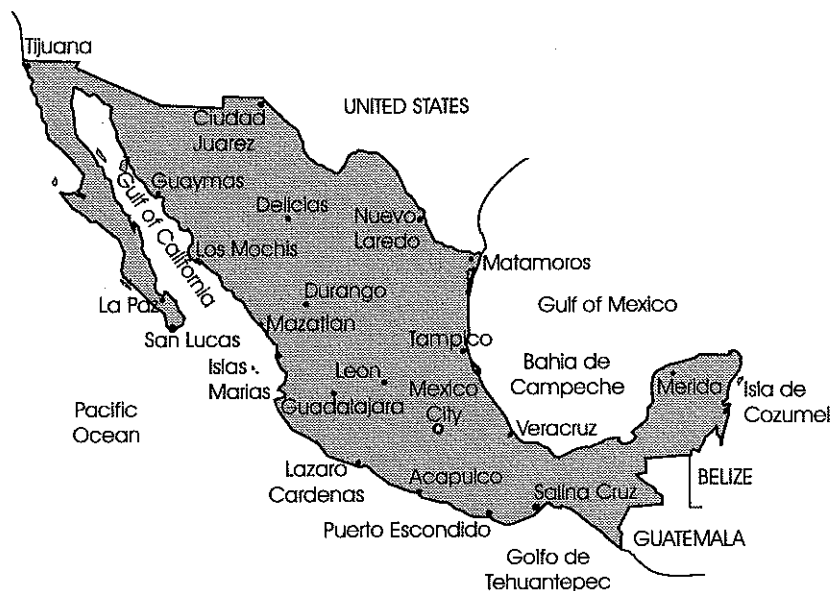 Tijuana
UNITED STATES
Ciudad
Juarez
Guaymas
Gulf of California
Delicias
Nuevo
Laredo
Los Mochis
Matamoros
La Paz
Durango
Gulf of Mexico
San Lucas
Mazatlan
Tampico
Islas
Marias
Leon
Bahia de
Campeche
Merida
Isla de
Cozumel
Guadalajara
Mexico
City
Pacific
Ocean
Veracruz
Lazaro
Cardenas
Acapulco
Salina Cruz
BELIZE
Puerto Escondido
GUATEMALA
Golfo de
Tehuantepec